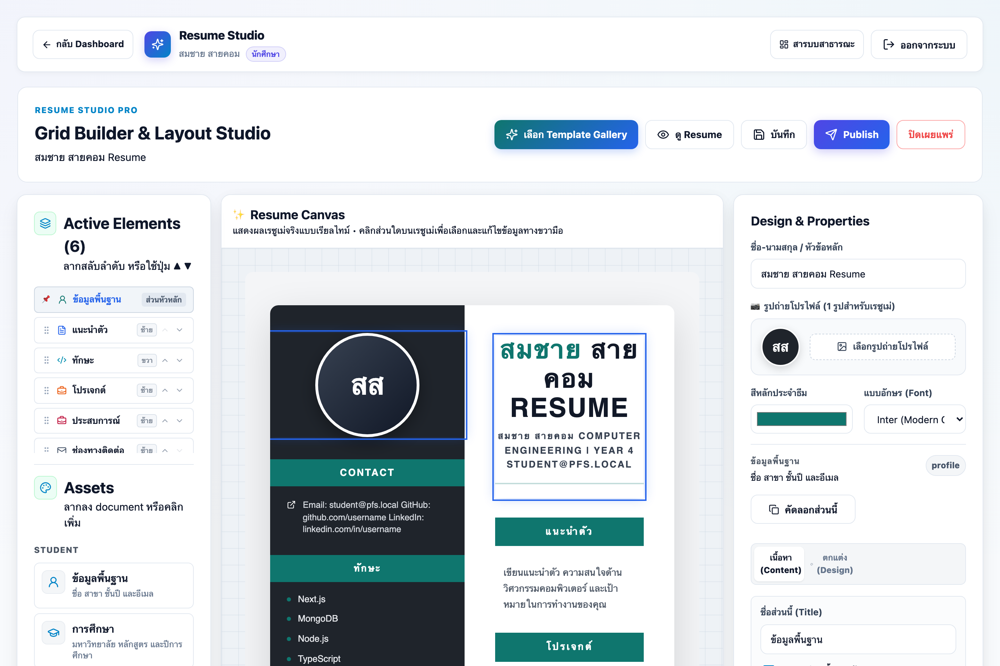 กลับ Dashboard
Resume Studio
สมชาย สายคอม นักศึกษา
สารบบสาธารณะ
ออกจากระบบ
RESUME STUDIO PRO
Grid Builder & Layout Studio
สมชาย สายคอม Resume
เลือก Template Gallery
ดู Resume
บันทึก
Publish
ปิดเผยแพร่
Active Elements
(6)
ลากสลับลำดับ หรือใช้ปุ่ม ▲▼
ข้อมูลพื้นฐาน ส่วนหัวหลัก
แนะนำตัว ซ้าย
ทักษะ ขวา
โปรเจกต์ ซ้าย
ประสบการณ์ ซ้าย
ช่องทางติดต่อ ซ้าย
Assets
ลากลง document หรือคลิก
เพิ่ม
STUDENT
ข้อมูลพื้นฐาน
ชื่อ สาขา ชั้นปี และอีเมล
การศึกษา
มหาวิทยาลัย หลักสูตร และปีการ
ศึกษา
✨ Resume Canvas
แสดงผลเรซูเม่จริงแบบเรียลไทม์ • คลิกส่วนใดบนเรซูเม่เพื่อเลือกและแก้ไขข้อมูลทางขวามือ
สส
CONTACT
Email: student@pfs.local GitHub:
github.com/username LinkedIn:
linkedin.com/in/username
ทักษะ
Next.js
MongoDB
Node.js
TypeScript
สมชาย สาย
คอม
RESUME
สมชาย สายคอม COMPUTER
ENGINEERING | YEAR 4
STUDENT@PFS.LOCAL
แนะนำตัว
เขียนแนะนำตัว ความสนใจด้าน
วิศวกรรมคอมพิวเตอร์ และเป้า
หมายในการทำงานของคุณ
โปรเจกต์
Design & Properties
ชื่อ-นามสกุล / หัวข้อหลัก
สมชาย สายคอม Resume
📷 รูปถ่ายโปรไฟล์ (1 รูปสำหรับเรซูเม่)
สส
เลือกรูปถ่ายโปรไฟล์
สีหลักประจำธีม
แบบอักษร (Font)
Inter (Modern
ข้อมูลพื้นฐาน
profile
ชื่อ สาขา ชั้นปี และอีเมล
คัดลอกส่วนนี้
เนื้อหา
(Content)
ตกแต่ง
(Design)
ชื่อส่วนนี้ (Title)
ข้อมูลพื้นฐาน